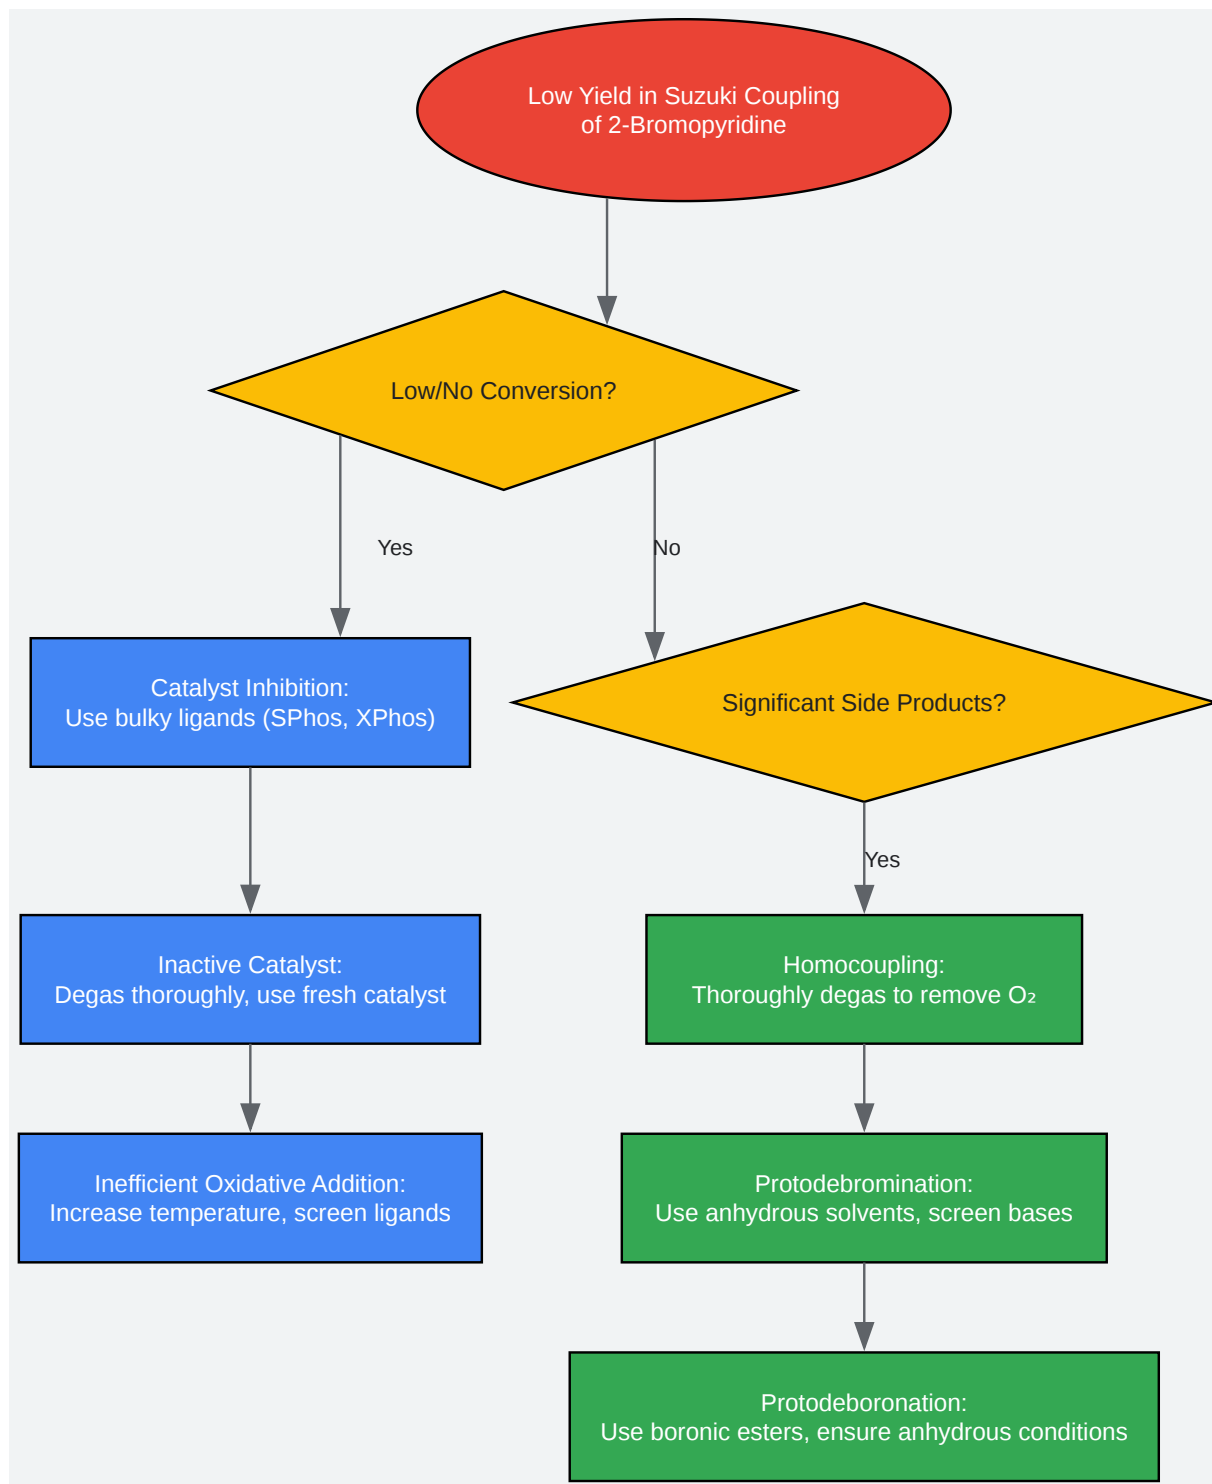 Low Yield in Suzuki Coupling
of 2-Bromopyridine
Low/No Conversion?
Yes
No
Catalyst Inhibition:
Use bulky ligands (SPhos, XPhos)
Significant Side Products?
Yes
Inactive Catalyst:
Degas thoroughly, use fresh catalyst
Homocoupling:
Thoroughly degas to remove O₂
Inefficient Oxidative Addition:
Increase temperature, screen ligands
Protodebromination:
Use anhydrous solvents, screen bases
Protodeboronation:
Use boronic esters, ensure anhydrous conditions